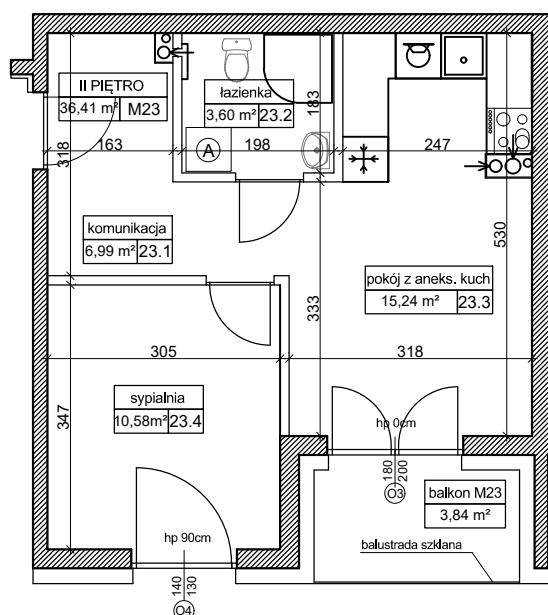 II PIĘTRO
36,41 m² M23
łazienka
3,60 m² 23.2
183
318
163
198
247
A
komunikacja
6,99 m² 23.1
530
pokój z aneks. kuch
15,24 m² 23.3
333
305
318
sypialnia
10,58m² 23.4
347
hp 0cm
180
200
O3
balkon M23
3,84 m²
hp 90cm
balustrada szklana
140
130
O4